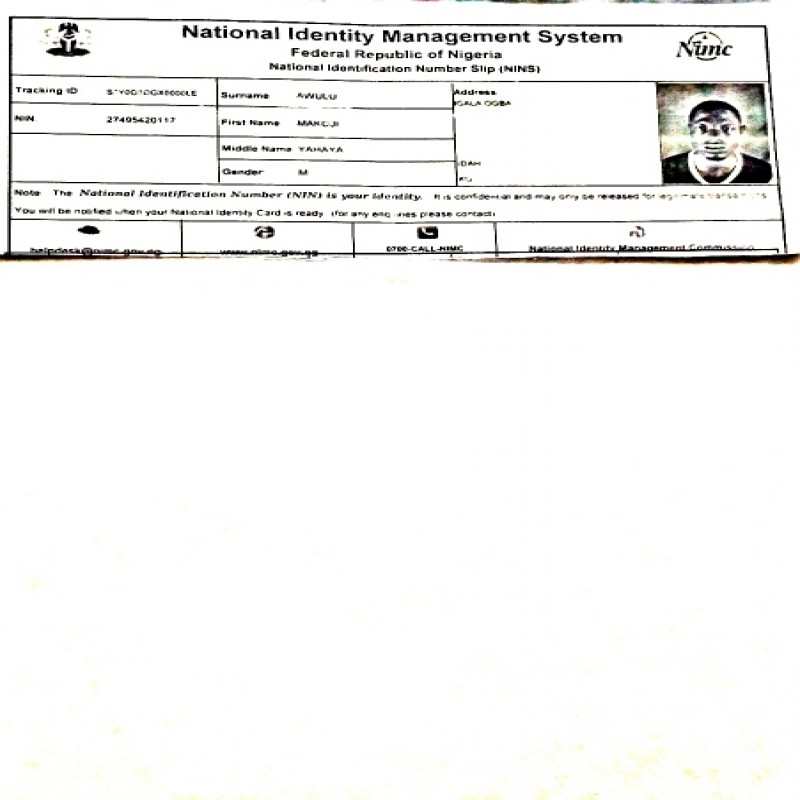 National Identity Management System
Federal Republic of Nigeria
National Identification Number Slip (NINS)
Nimc
Tracking ID
NIN 27495420117
Surname AWULU
First Name MAKOJI
Middle Name YAHAYA
Gender M
Address
IGALA OGBA
IDAH
Note: The National Identification Number (NIN) is your identity. It is confidential and may only be released for legitimate transactions.
You will be notified when your National Identity Card is ready (for any enquiries please contact)
helpdesk@nimc.gov.ng
www.nimc.gov.ng
0700-CALL-NIMC
National Identity Management Commission